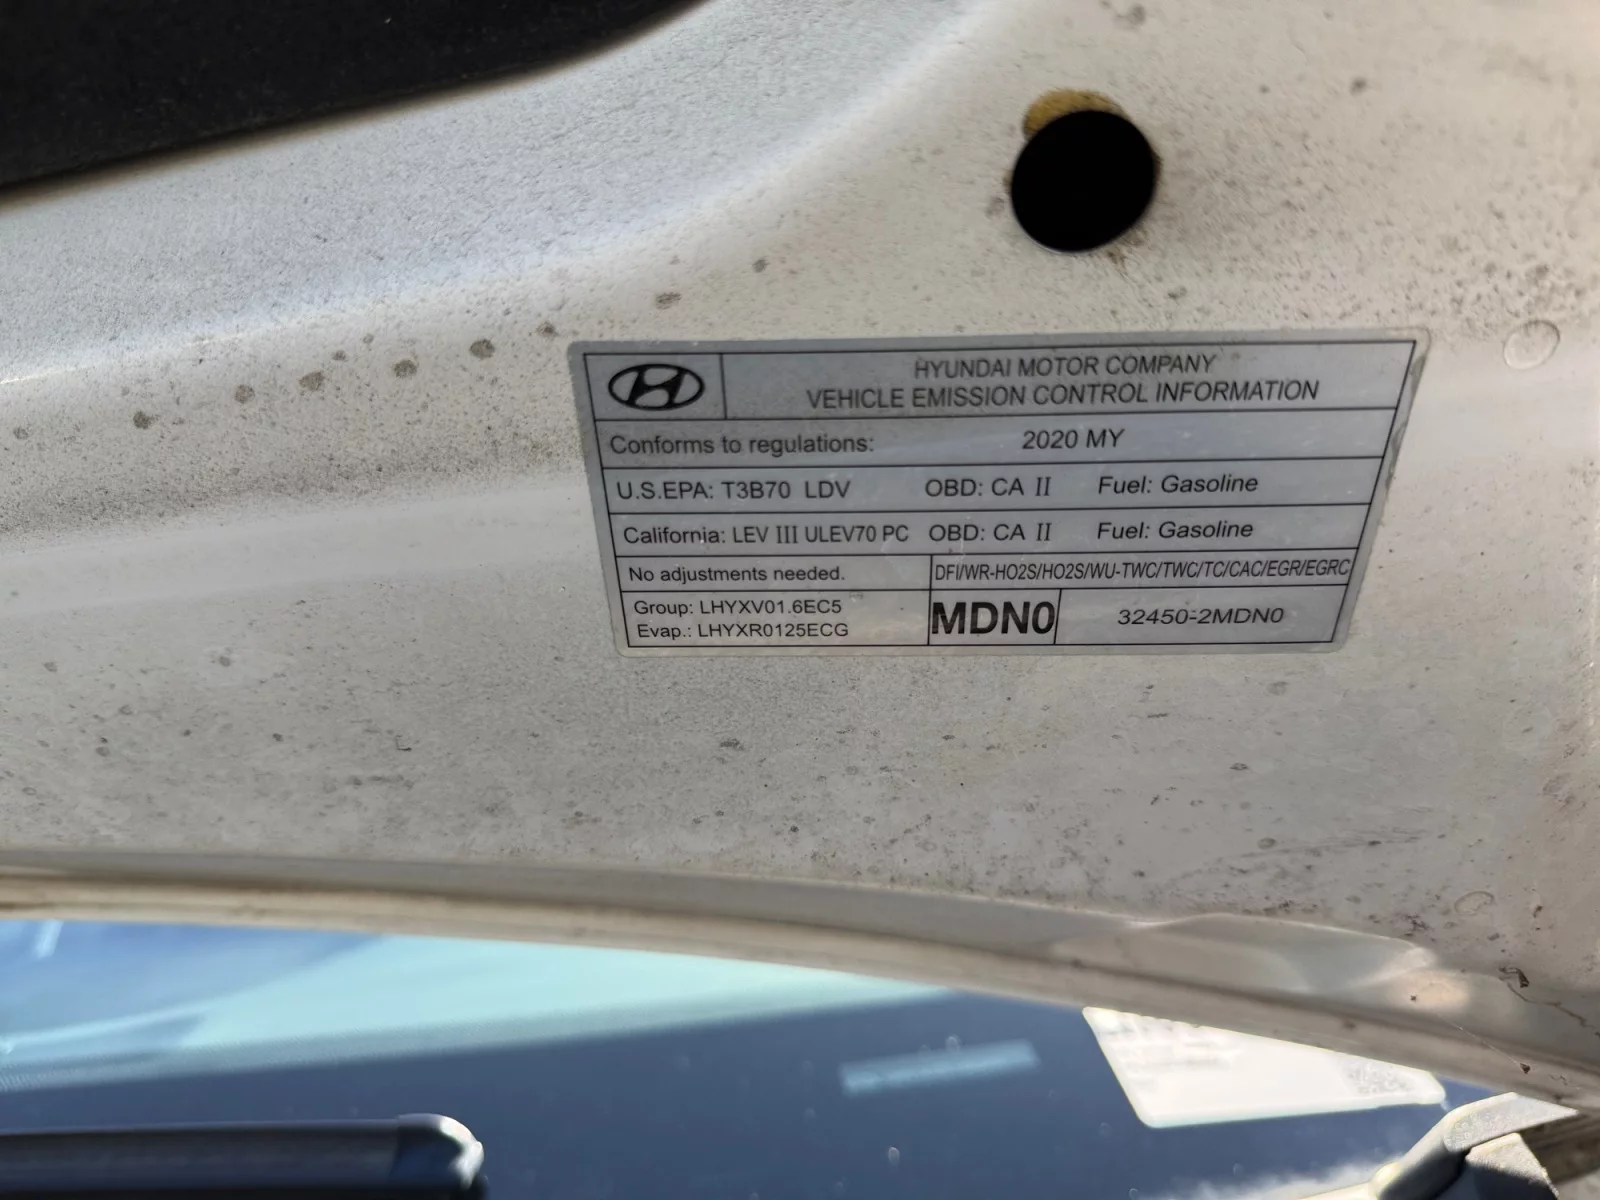 HYUNDAI MOTOR COMPANY
VEHICLE EMISSION CONTROL INFORMATION
Conforms to regulations: 2020 MY
U.S.EPA: T3B70 LDV OBD: CA II Fuel: Gasoline
California: LEV III ULEV70 PC OBD: CA II Fuel: Gasoline
No adjustments needed. DFI/WR-HO2S/HO2S/WU-TWC/TWC/TC/CAC/EGR/EGRC
Group: LHYXV01.6EC5
Evap.: LHYXR0125ECG
MDN0 32450-2MDN0